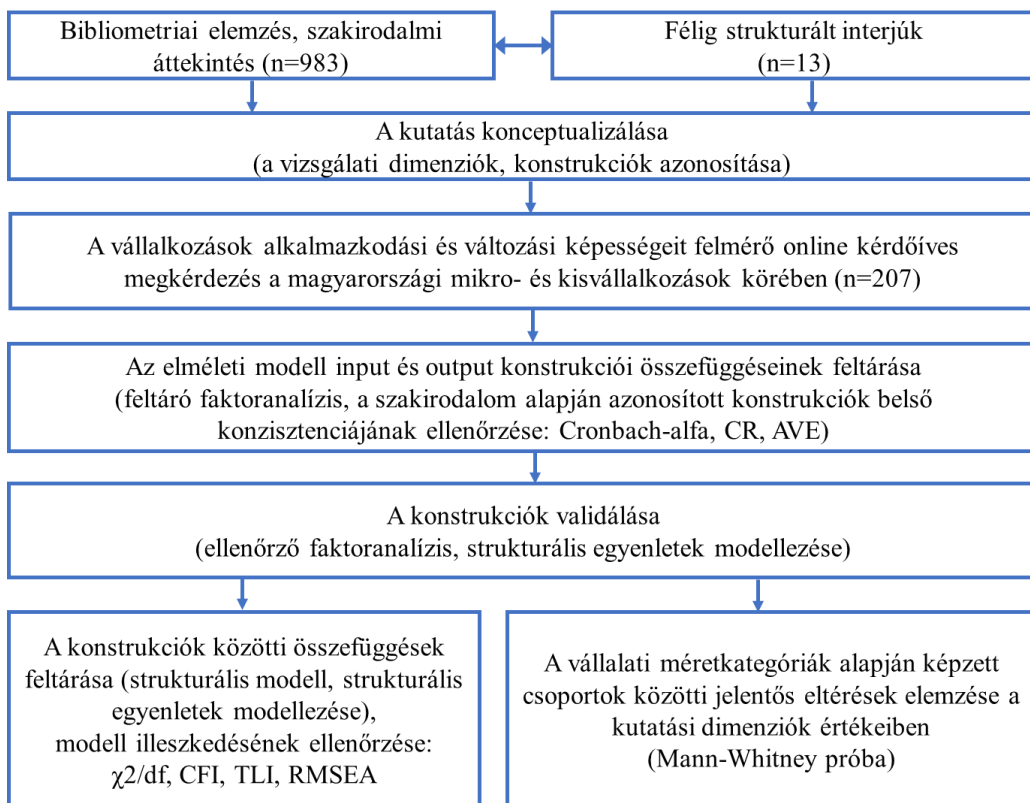 Bibliometriai elemzés, szakirodalmi
áttekintés (n=983)
Félig strukturált interjúk
(n=13)
A kutatás konceptualizálása
(a vizsgálati dimenziók, konstrukciók azonosítása)
A vállalkozások alkalmazkodási és változási képességeit felmérő online kérdőíves
megkérdezés a magyarországi mikro- és kisvállalkozások körében (n=207)
Az elméleti modell input és output konstrukciói összefüggéseinek feltárása
(feltáró faktoranalízis, a szakirodalom alapján azonosított konstrukciók belső
konzisztenciájának ellenőrzése: Cronbach-alfa, CR, AVE)
A konstrukciók validálása
(ellenőrző faktoranalízis, strukturális egyenletek modellezése)
A konstrukciók közötti összefüggések
feltárása (strukturális modell, strukturális
egyenletek modellezése),
modell illeszkedésének ellenőrzése:
χ2/df, CFI, TLI, RMSEA
A vállalati méretkategóriák alapján képzett
csoportok közötti jelentős eltérések elemzése a
kutatási dimenziók értékeiben
(Mann-Whitney próba)